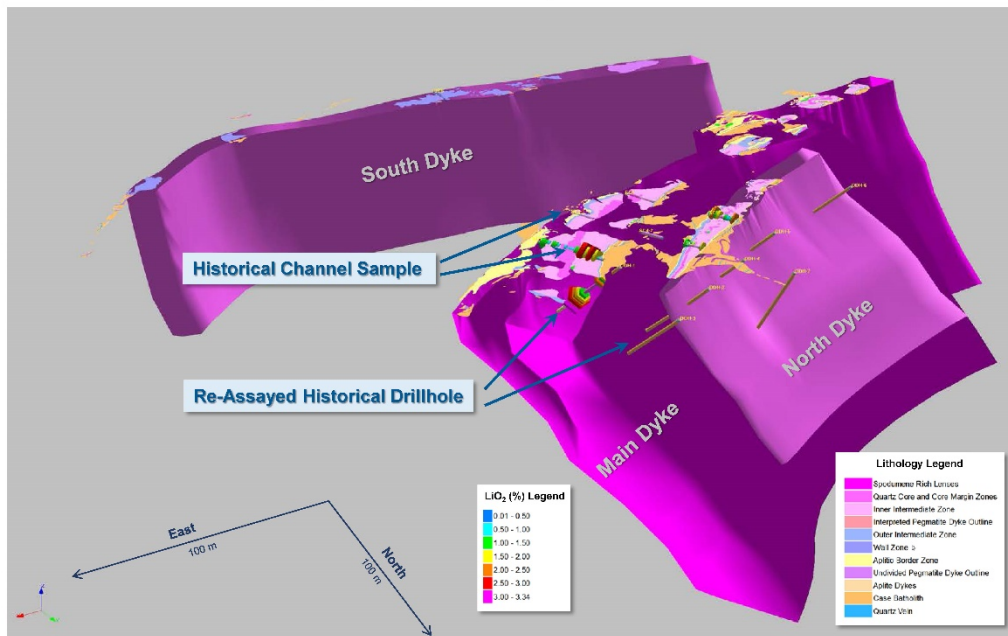 South Dyke
Historical Channel Sample
North Dyke
Re-Assayed Historical Drillhole
Main Dyke
East
100 m
North
100 m
LiO₂ (%) Legend
0.01 - 0.50
0.50 - 1.00
1.00 - 1.50
1.50 - 2.00
2.00 - 2.50
2.50 - 3.00
3.00 - 3.34
Lithology Legend
Spodumene Rich Lenses
Quartz Core and Core Margin Zones
Inner Intermediate Zone
Interpreted Pegmatite Dyke Outline
Outer Intermediate Zone
Wall Zone
Aplitic Border Zone
Undivided Pegmatite Dyke Outline
Aplite Dykes
Case Batholith
Quartz Vein